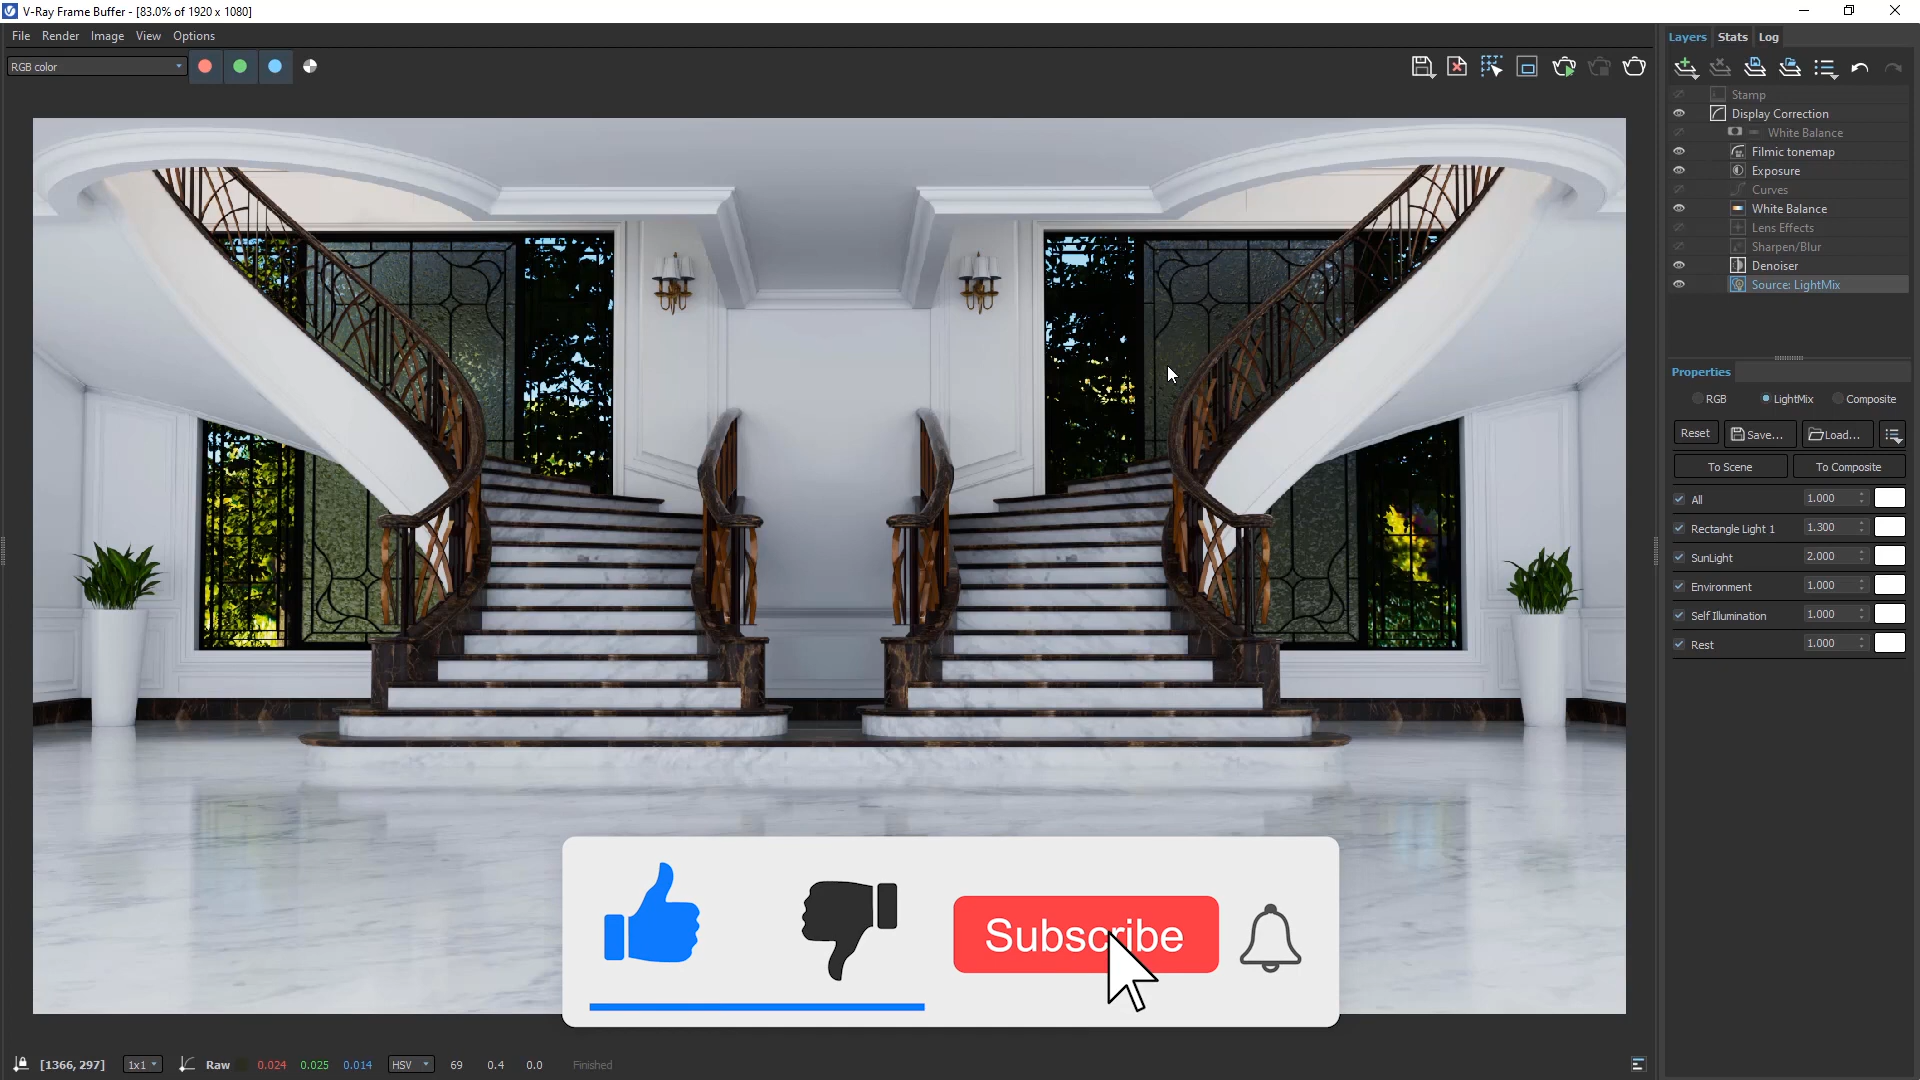 V-Ray Frame Buffer - [83.0% of 1920 x 1080]
File Render Image View Options
RGB color
Layers Stats Log
Stamp
Display Correction
White Balance
Filmic tonemap
Exposure
Curves
White Balance
Lens Effects
Sharpen/Blur
Denoiser
Source: LightMix
Properties
RGB LightMix Composite
Reset Save... Load...
To Scene To Composite
All 1.000
Rectangle Light 1 1.300
SunLight 2.000
Environment 1.000
Self Illumination 1.000
Rest 1.000
Subscribe
[1366, 297] 1x1 Raw 0.024 0.025 0.014 HSV 69 0.4 0.0 Finished